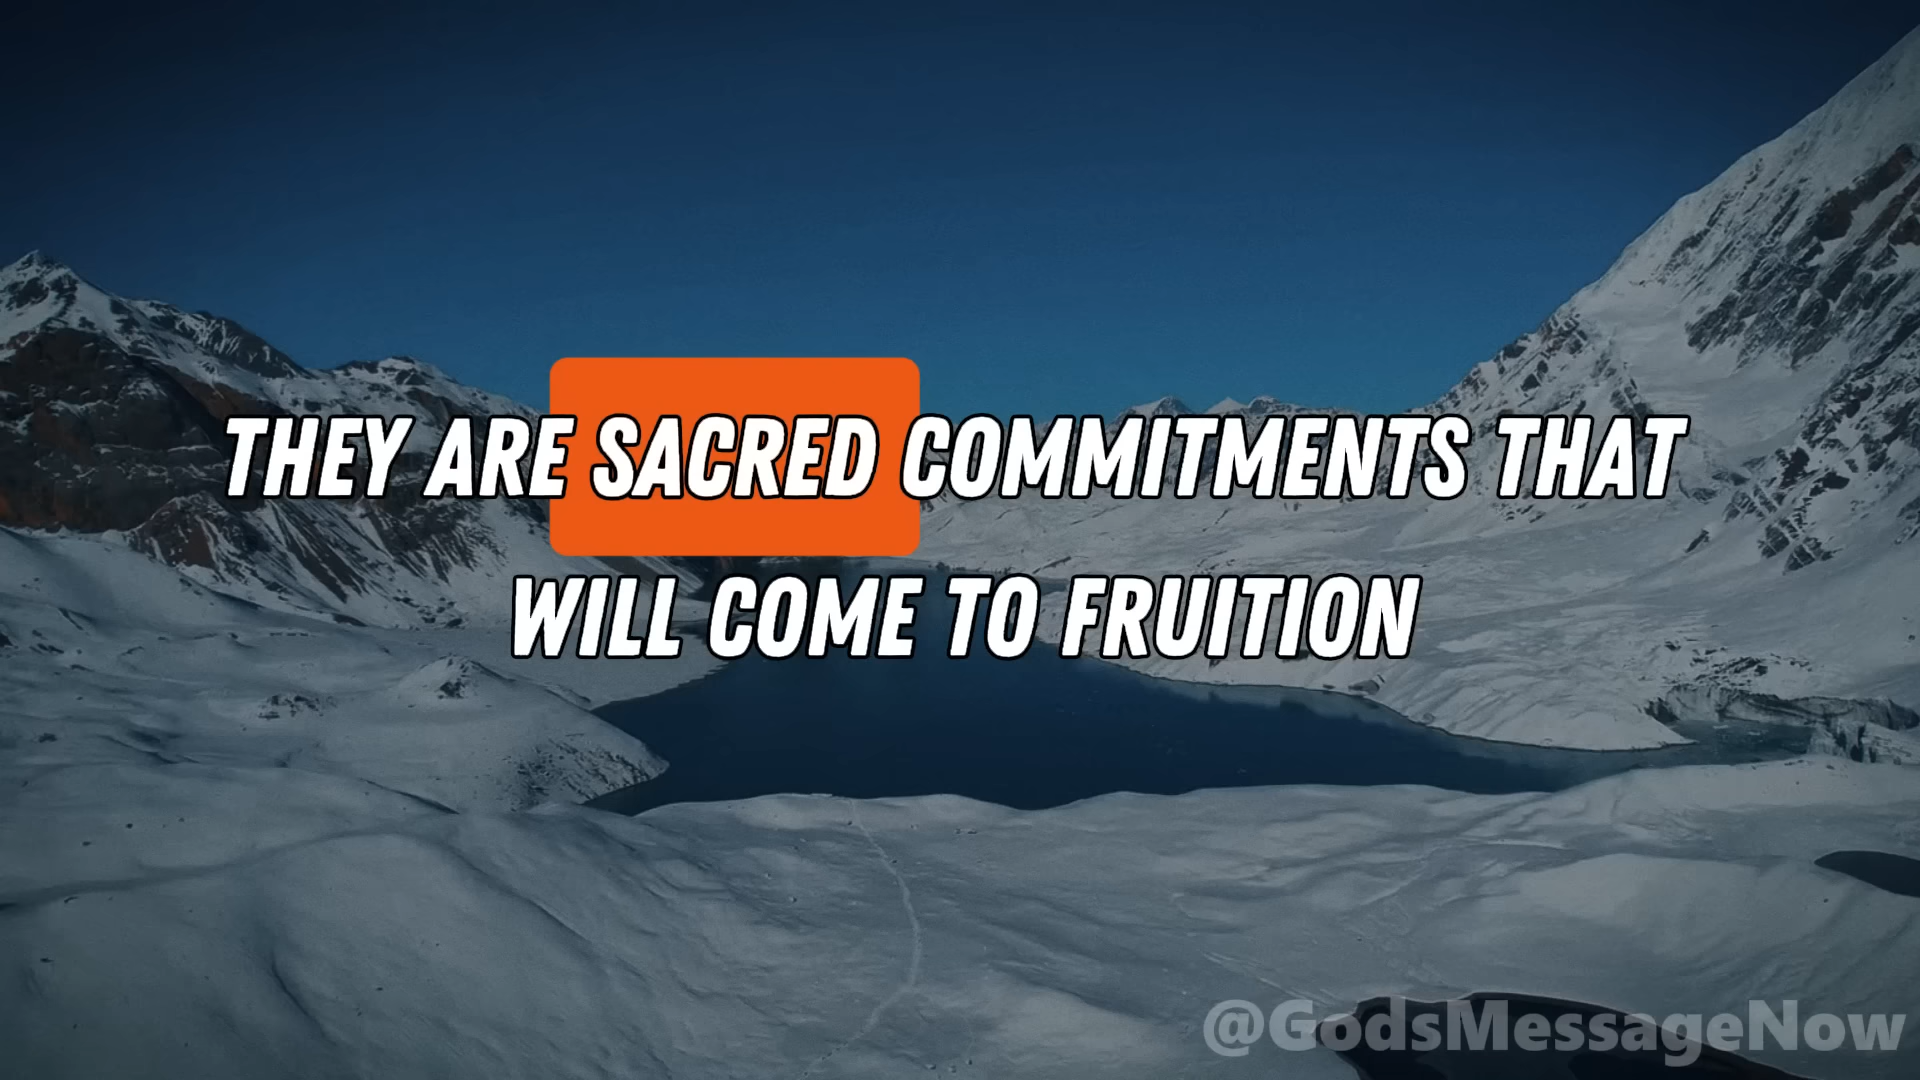 THEY ARE SACRED COMMITMENTS THAT
WILL COME TO FRUITION
@GodsMessageNow